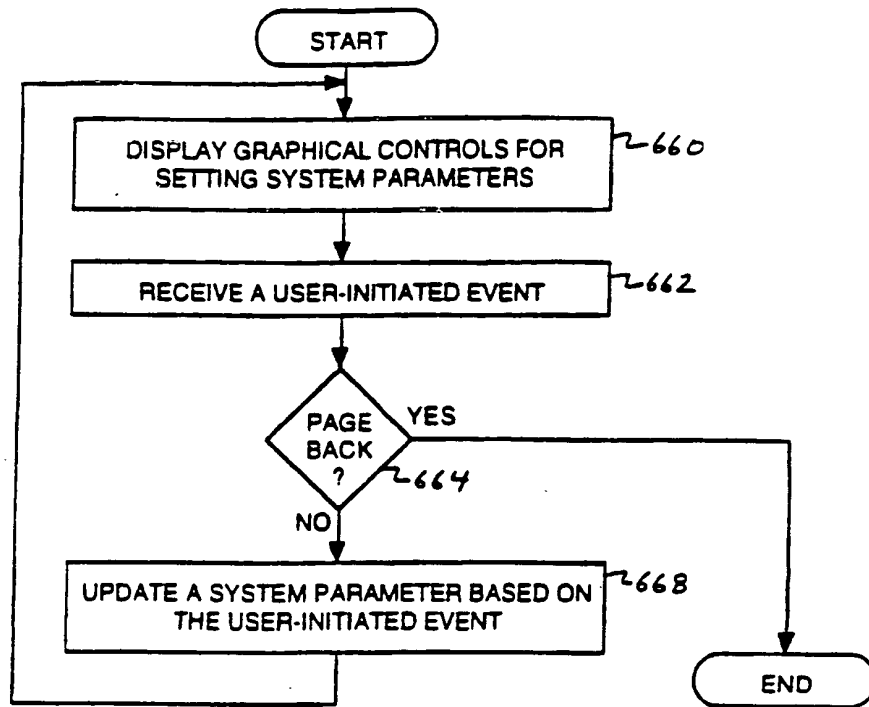 START
DISPLAY GRAPHICAL CONTROLS FOR
SETTING SYSTEM PARAMETERS
660
RECEIVE A USER-INITIATED EVENT
662
PAGE
BACK
?
YES
664
NO
UPDATE A SYSTEM PARAMETER BASED ON
THE USER-INITIATED EVENT
668
END